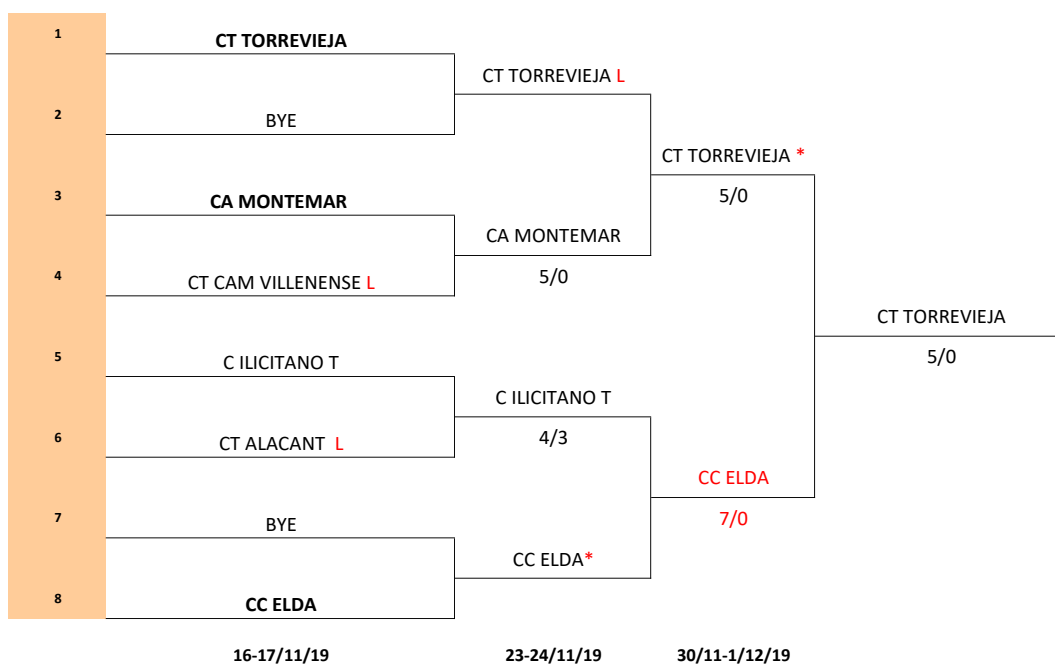 1
CT TORREVIEJA
CT TORREVIEJA L
2
BYE
CT TORREVIEJA *
5/0
3
CA MONTEMAR
CA MONTEMAR
5/0
4
CT CAM VILLENENSE L
CT TORREVIEJA
5/0
5
C ILICITANO T
C ILICITANO T
4/3
6
CT ALACANT L
CC ELDA
7/0
7
BYE
CC ELDA*
8
CC ELDA
16-17/11/19 23-24/11/19 30/11-1/12/19